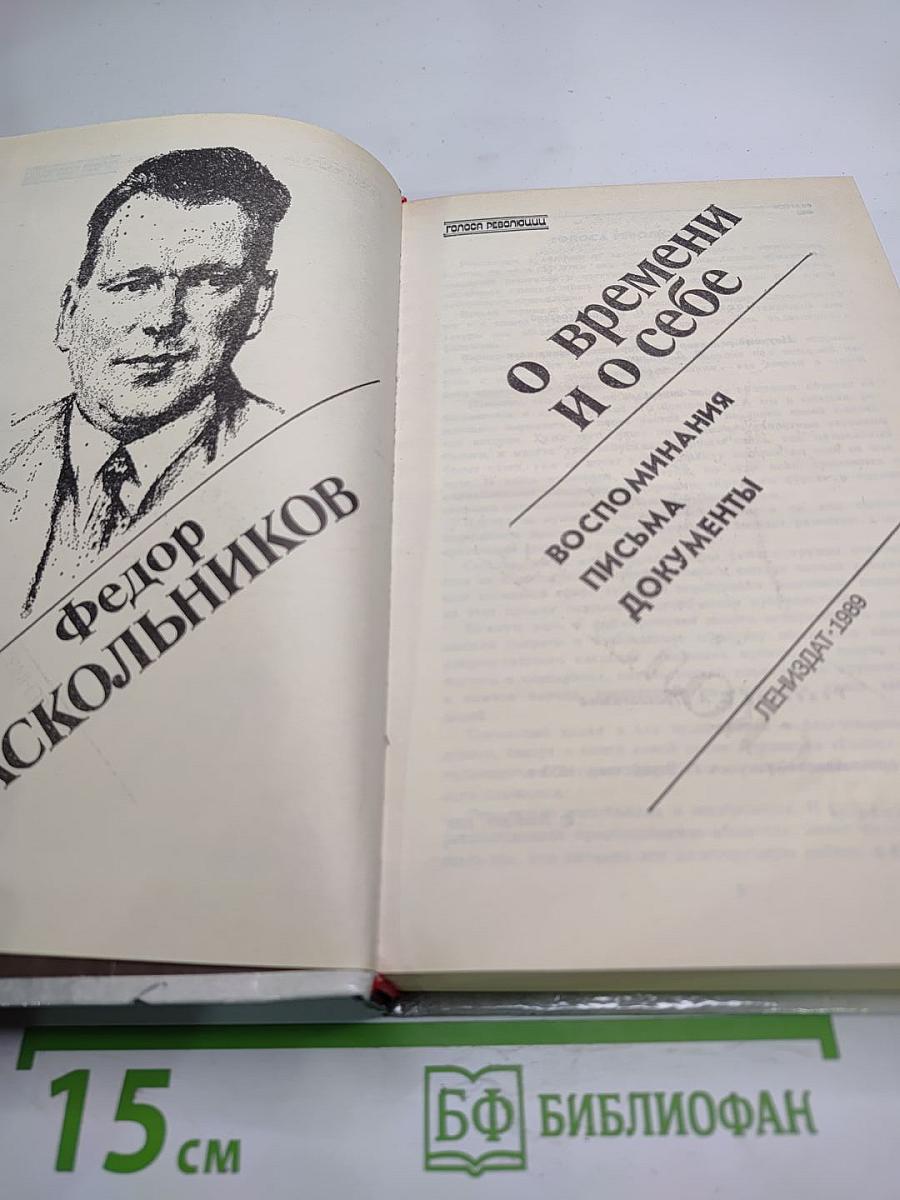 Федор
АСКОЛЬНИКОВ
ГОЛОСА РЕВОЛЮЦИИ
О времени
и о себе
ВОСПОМИНАНИЯ
ПИСЬМА
ДОКУМЕНТЫ
ЛЕНИЗДАТ·1989
15 см
БФ БИБЛИОФАН